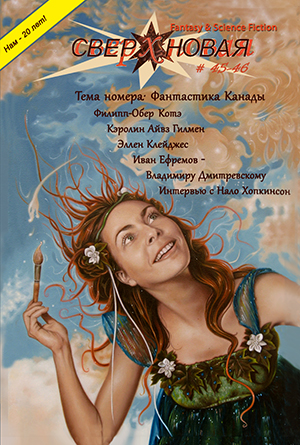 Нам - 20 лет!
Fantasy & Science Fiction
СВЕРХНОВАЯ
# 45-46
Тема номера: Фантастика Канады
Филипп-Обер Котэ
Кэролин Айвз Гилмен
Эллен Клейджес
Иван Ефремов -
Владимиру Дмитревскому
Интервью с Нало Хопкинсон